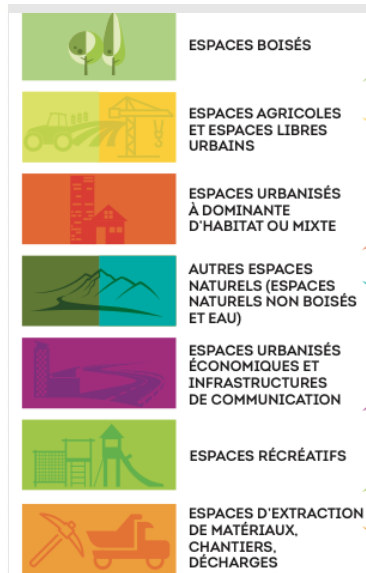 ESPACES BOISÉS
ESPACES AGRICOLES
ET ESPACES LIBRES
URBAINS
ESPACES URBANISÉS
À DOMINANTE
D'HABITAT OU MIXTE
AUTRES ESPACES
NATURELS (ESPACES
NATURELS NON BOISÉS
ET EAU)
ESPACES URBANISÉS
ÉCONOMIQUES ET
INFRASTRUCTURES
DE COMMUNICATION
ESPACES RÉCRÉATIFS
ESPACES D'EXTRACTION
DE MATÉRIAUX,
CHANTIERS,
DÉCHARGES